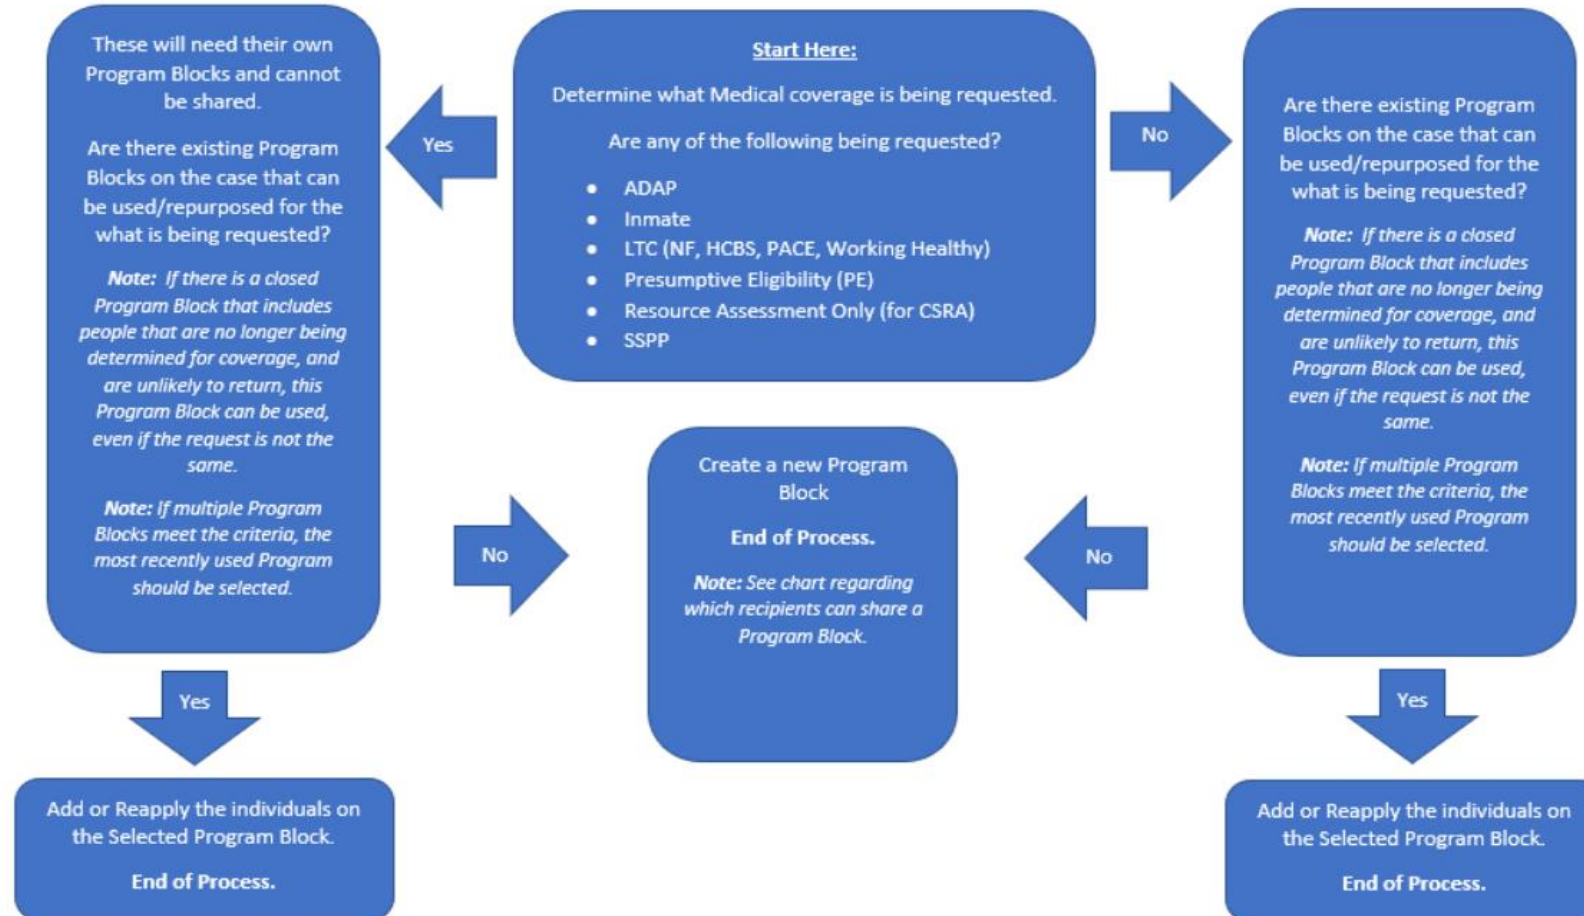 Start Here:
Determine what Medical coverage is being requested.
Are any of the following being requested?
• ADAP
• Inmate
• LTC (NF, HCBS, PACE, Working Healthy)
• Presumptive Eligibility (PE)
• Resource Assessment Only (for CSRA)
• SSPP
Yes
These will need their own
Program Blocks and cannot
be shared.
Are there existing Program
Blocks on the case that can
be used/repurposed for the
what is being requested?
Note: If there is a closed
Program Block that includes
people that are no longer being
determined for coverage, and
are unlikely to return, this
Program Block can be used,
even if the request is not the
same.
Note: If multiple Program
Blocks meet the criteria, the
most recently used Program
should be selected.
No
Are there existing Program
Blocks on the case that can
be used/repurposed for the
what is being requested?
Note: If there is a closed
Program Block that includes
people that are no longer being
determined for coverage, and
are unlikely to return, this
Program Block can be used,
even if the request is not the
same.
Note: If multiple Program
Blocks meet the criteria, the
most recently used Program
should be selected.
No
Create a new Program
Block
End of Process.
Note: See chart regarding
which recipients can share a
Program Block.
No
Yes
Add or Reapply the individuals on
the Selected Program Block.
End of Process.
Yes
Add or Reapply the individuals on
the Selected Program Block.
End of Process.